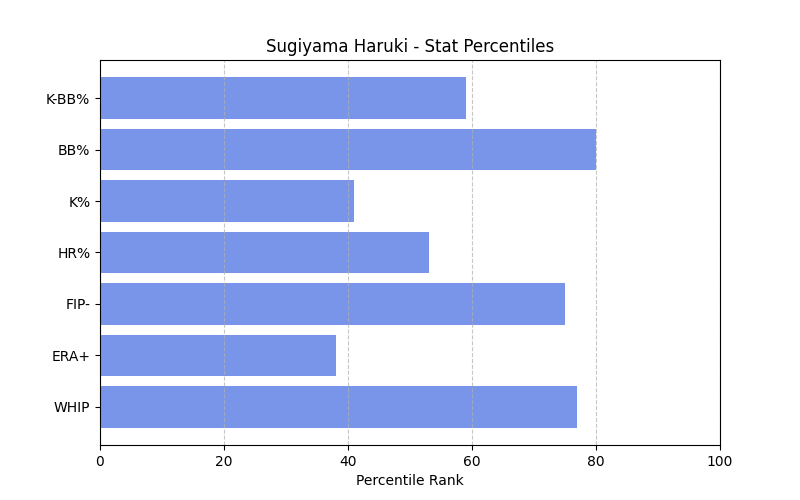 Sugiyama Haruki - Stat Percentiles
K-BB%
BB%
K%
HR%
FIP-
ERA+
WHIP
0 20 40 60 80 100
Percentile Rank